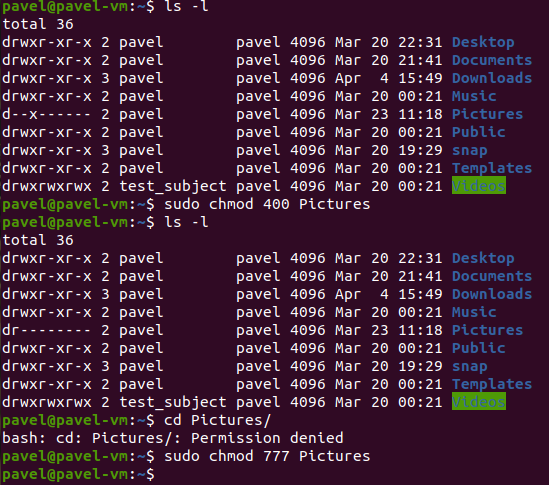 pavel@pavel-vm:~$ ls -l
total 36
drwxr-xr-x 2 pavel        pavel 4096 Mar 20 22:31 Desktop
drwxr-xr-x 2 pavel        pavel 4096 Mar 20 21:41 Documents
drwxr-xr-x 3 pavel        pavel 4096 Apr  4 15:49 Downloads
drwxr-xr-x 2 pavel        pavel 4096 Mar 20 00:21 Music
d--x------ 2 pavel        pavel 4096 Mar 23 11:18 Pictures
drwxr-xr-x 2 pavel        pavel 4096 Mar 20 00:21 Public
drwxr-xr-x 3 pavel        pavel 4096 Mar 20 19:29 snap
drwxr-xr-x 2 pavel        pavel 4096 Mar 20 00:21 Templates
drwxrwxrwx 2 test_subject pavel 4096 Mar 20 00:21 Videos
pavel@pavel-vm:~$ sudo chmod 400 Pictures
pavel@pavel-vm:~$ ls -l
total 36
drwxr-xr-x 2 pavel        pavel 4096 Mar 20 22:31 Desktop
drwxr-xr-x 2 pavel        pavel 4096 Mar 20 21:41 Documents
drwxr-xr-x 3 pavel        pavel 4096 Apr  4 15:49 Downloads
drwxr-xr-x 2 pavel        pavel 4096 Mar 20 00:21 Music
dr-------- 2 pavel        pavel 4096 Mar 23 11:18 Pictures
drwxr-xr-x 2 pavel        pavel 4096 Mar 20 00:21 Public
drwxr-xr-x 3 pavel        pavel 4096 Mar 20 19:29 snap
drwxr-xr-x 2 pavel        pavel 4096 Mar 20 00:21 Templates
drwxrwxrwx 2 test_subject pavel 4096 Mar 20 00:21 Videos
pavel@pavel-vm:~$ cd Pictures/
bash: cd: Pictures/: Permission denied
pavel@pavel-vm:~$ sudo chmod 777 Pictures
pavel@pavel-vm:~$